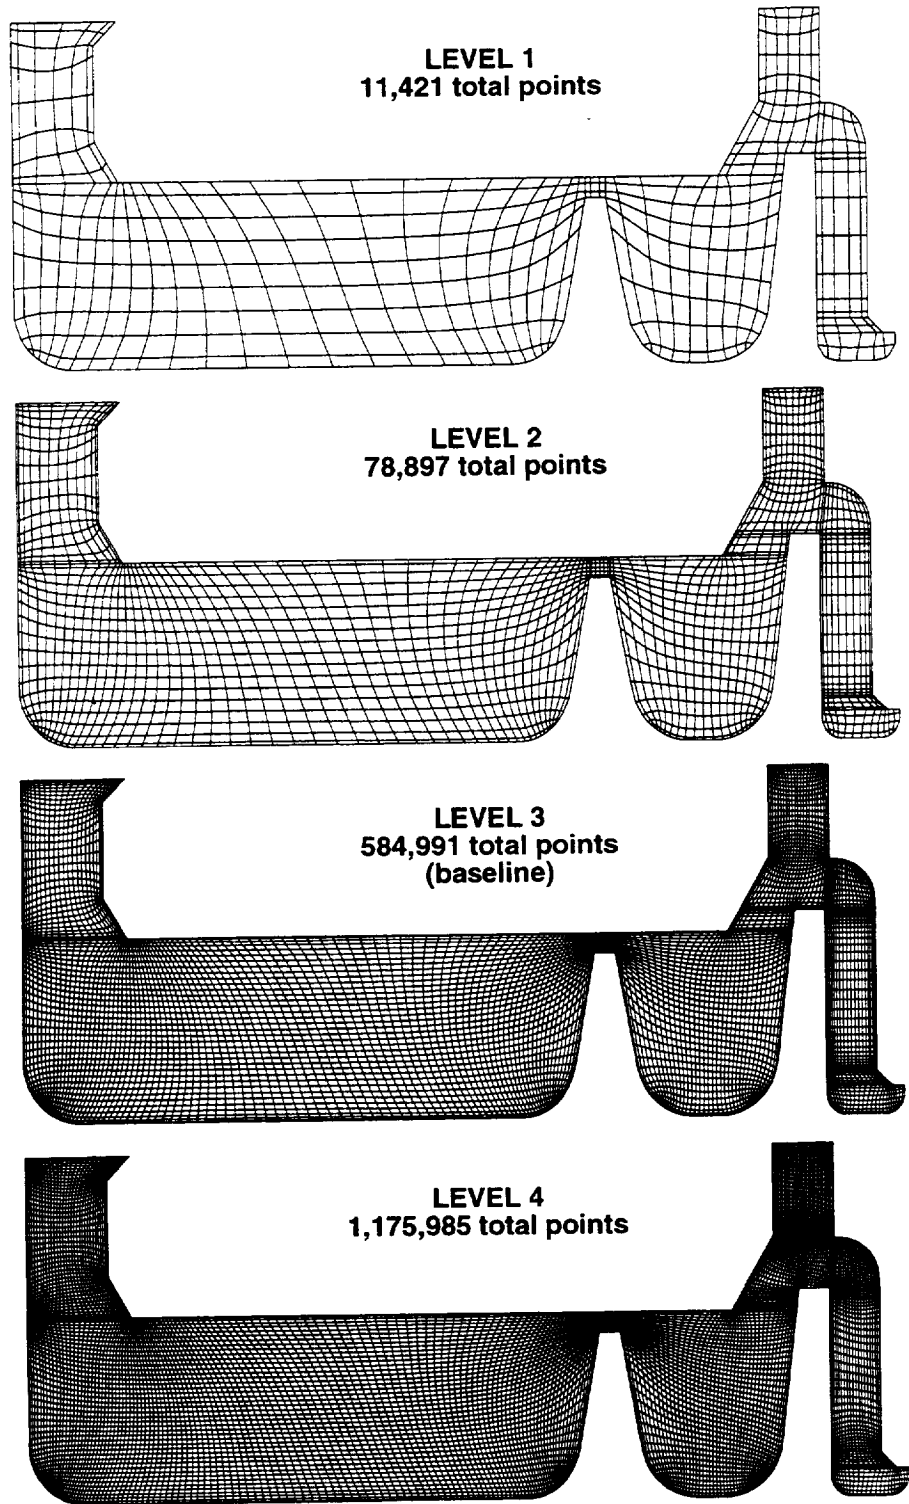 LEVEL 1
11,421 total points
LEVEL 2
78,897 total points
LEVEL 3
584,991 total points
(baseline)
LEVEL 4
1,175,985 total points